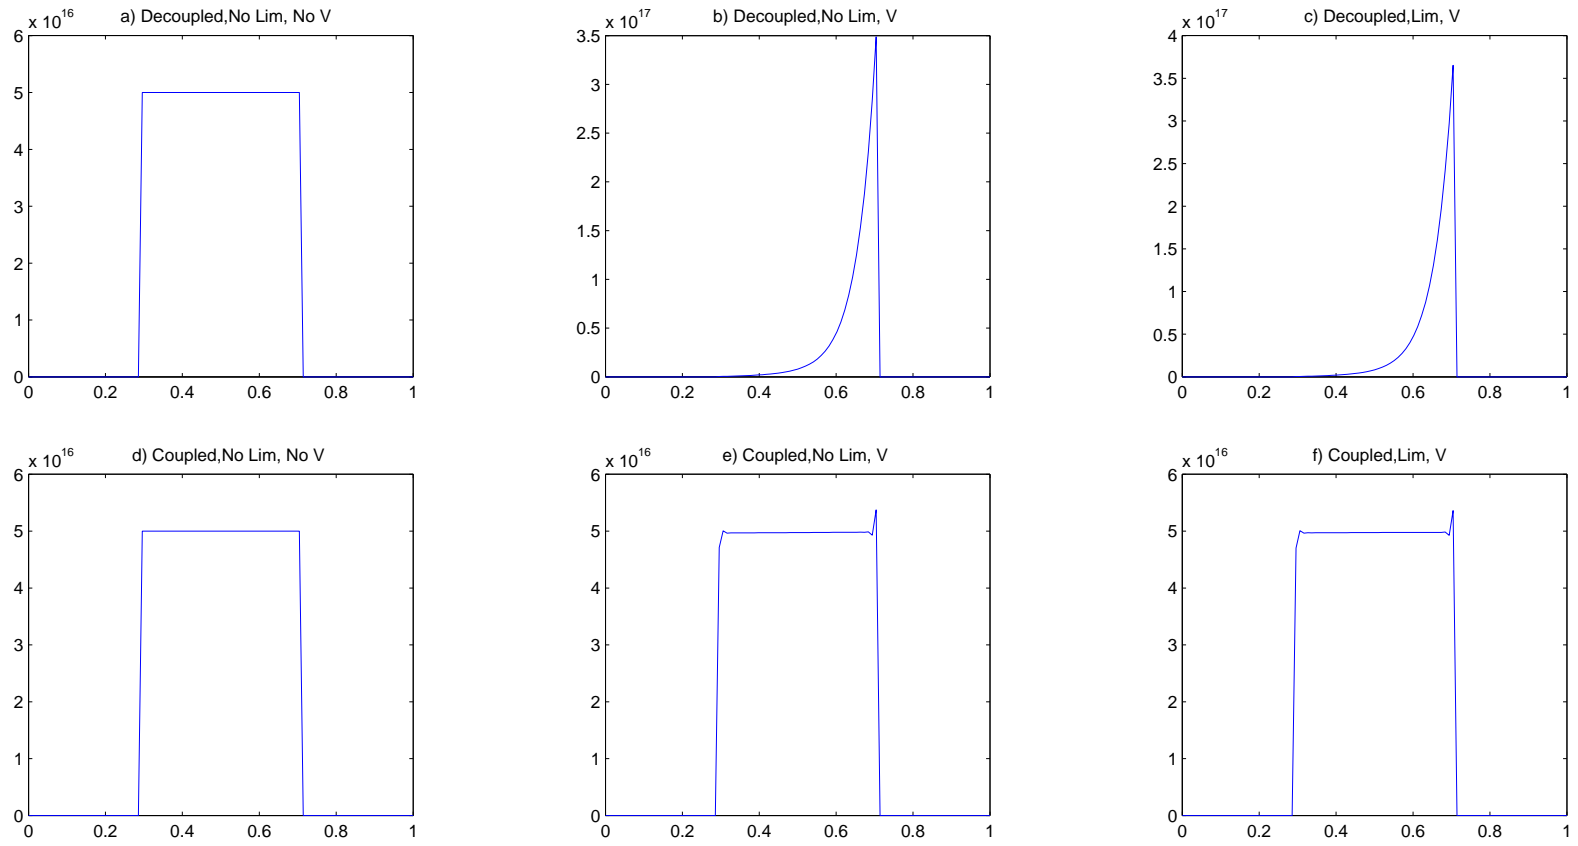 a) Decoupled,No Lim, No V
x 10^16
6
5
4
3
2
1
0
0 0.2 0.4 0.6 0.8 1
b) Decoupled,No Lim, V
x 10^17
3.5
3
2.5
2
1.5
1
0.5
0
0 0.2 0.4 0.6 0.8 1
c) Decoupled,Lim, V
x 10^17
4
3.5
3
2.5
2
1.5
1
0.5
0
0 0.2 0.4 0.6 0.8 1
d) Coupled,No Lim, No V
x 10^16
6
5
4
3
2
1
0
0 0.2 0.4 0.6 0.8 1
e) Coupled,No Lim, V
x 10^16
6
5
4
3
2
1
0
0 0.2 0.4 0.6 0.8 1
f) Coupled,Lim, V
x 10^16
6
5
4
3
2
1
0
0 0.2 0.4 0.6 0.8 1